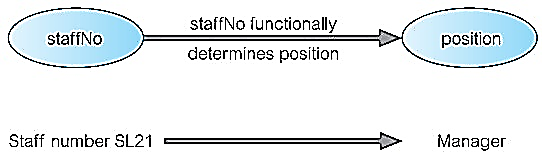 staffNo
staffNo functionally
determines position
position
Staff number SL21
Manager